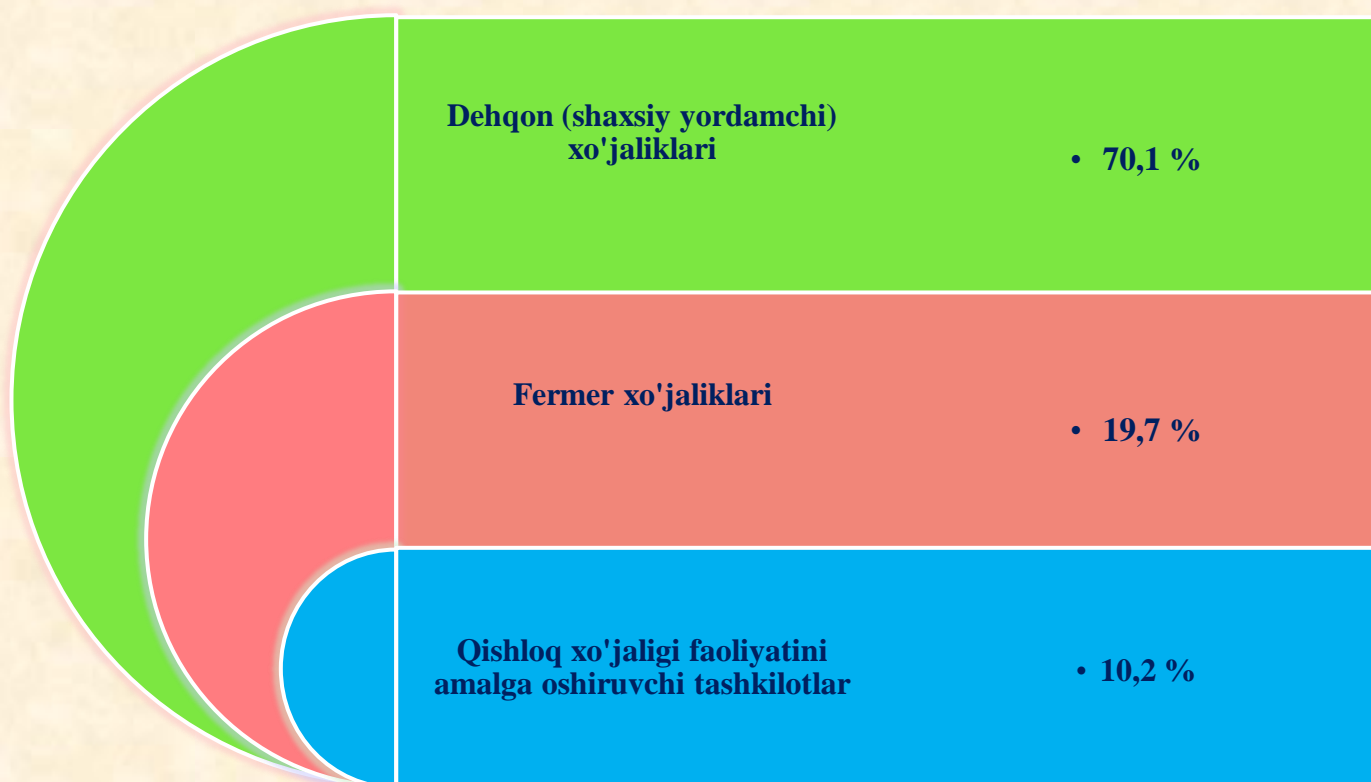 Dehqon (shaxsiy yordamchi)
xo'jaliklari
• 70,1 %
Fermer xo'jaliklari
• 19,7 %
Qishloq xo'jaligi faoliyatini
amalga oshiruvchi tashkilotlar
• 10,2 %